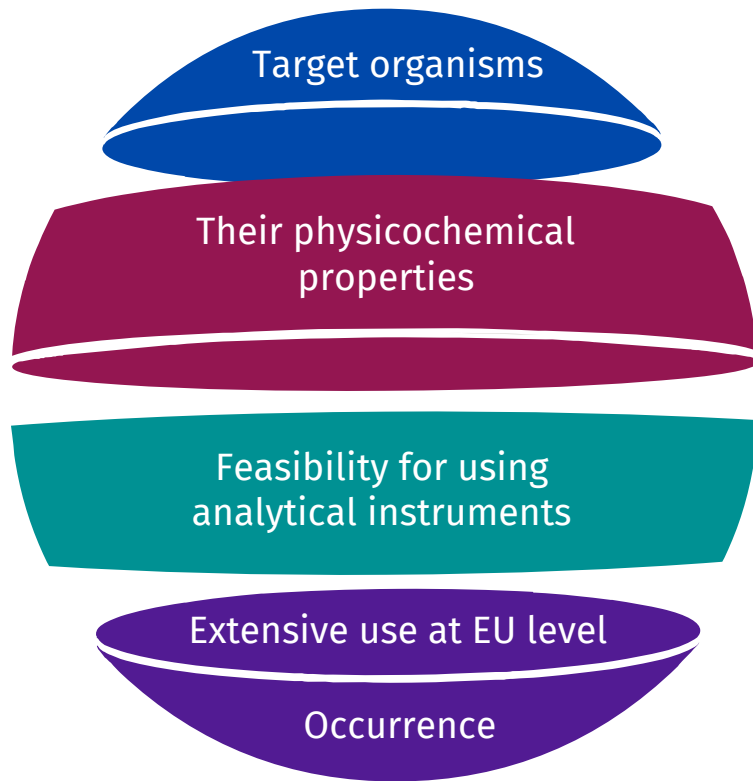 Target organisms
Their physicochemical
properties
Feasibility for using
analytical instruments
Extensive use at EU level
Occurrence